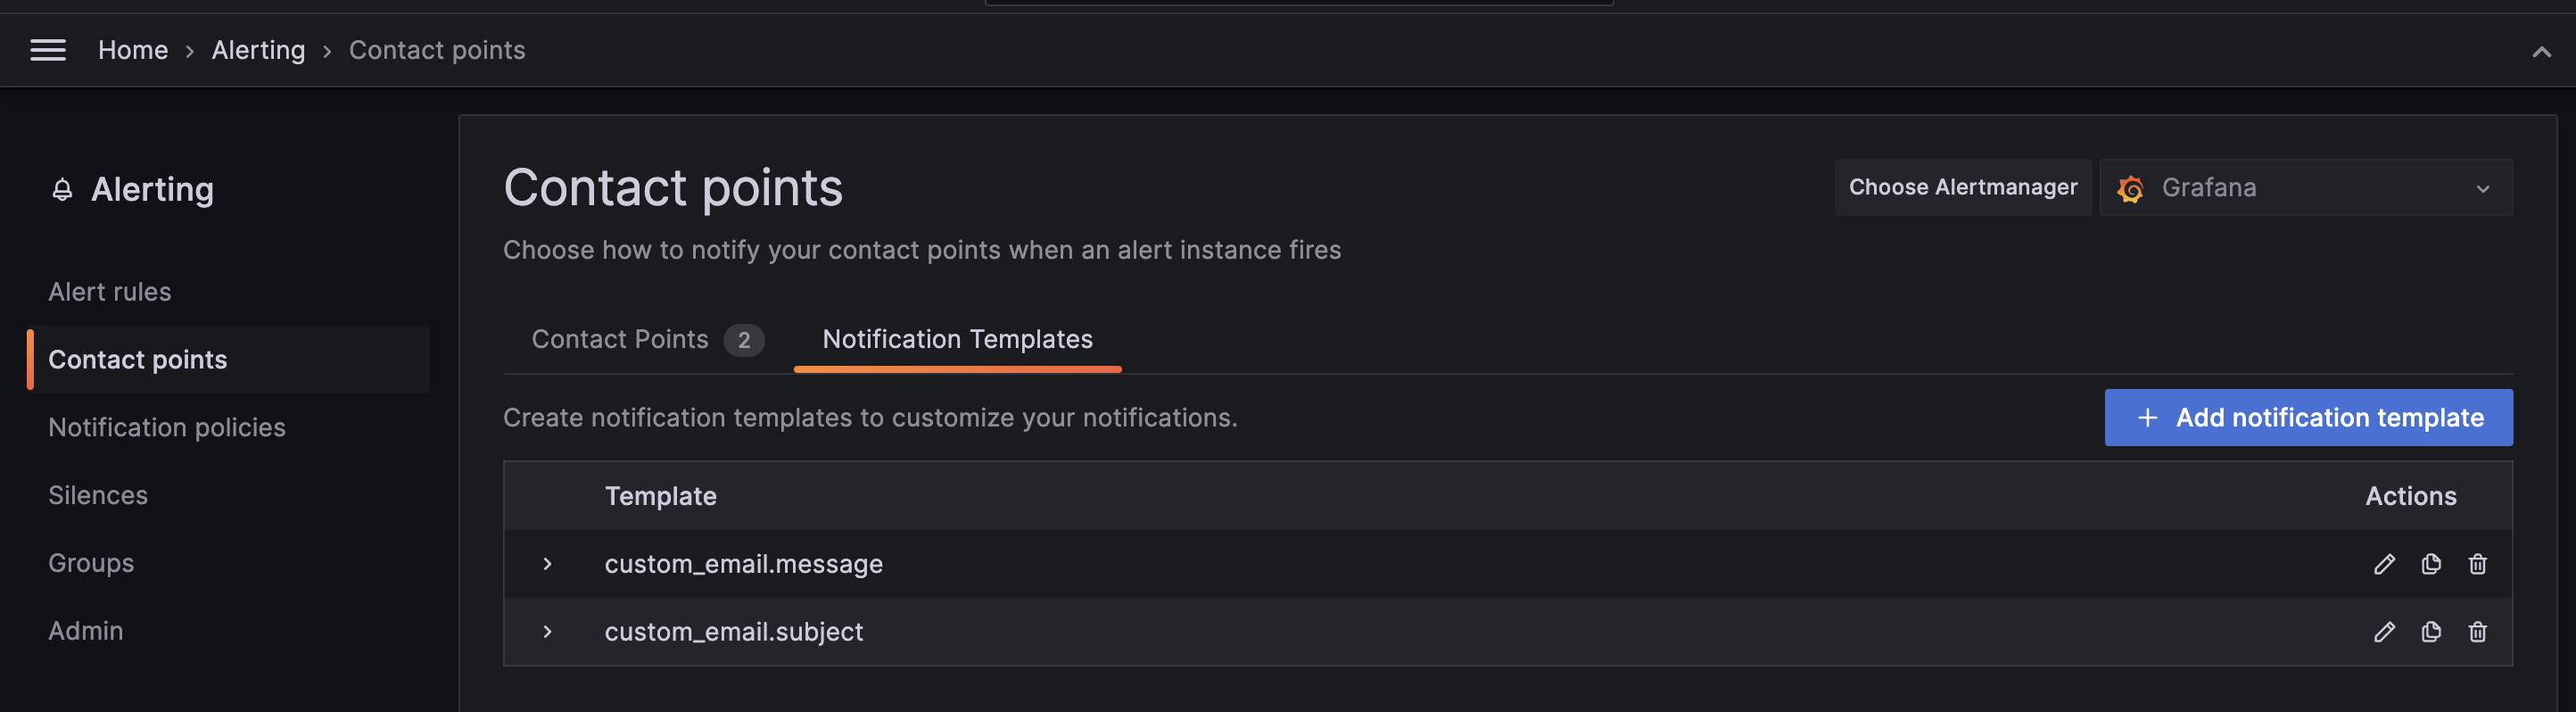 Home › Alerting › Contact points
Alerting
Alert rules
Contact points
Notification policies
Silences
Groups
Admin
Contact points
Choose Alertmanager
Grafana
Choose how to notify your contact points when an alert instance fires
Contact Points 2
Notification Templates
Create notification templates to customize your notifications.
+ Add notification template
Template Actions
custom_email.message
custom_email.subject